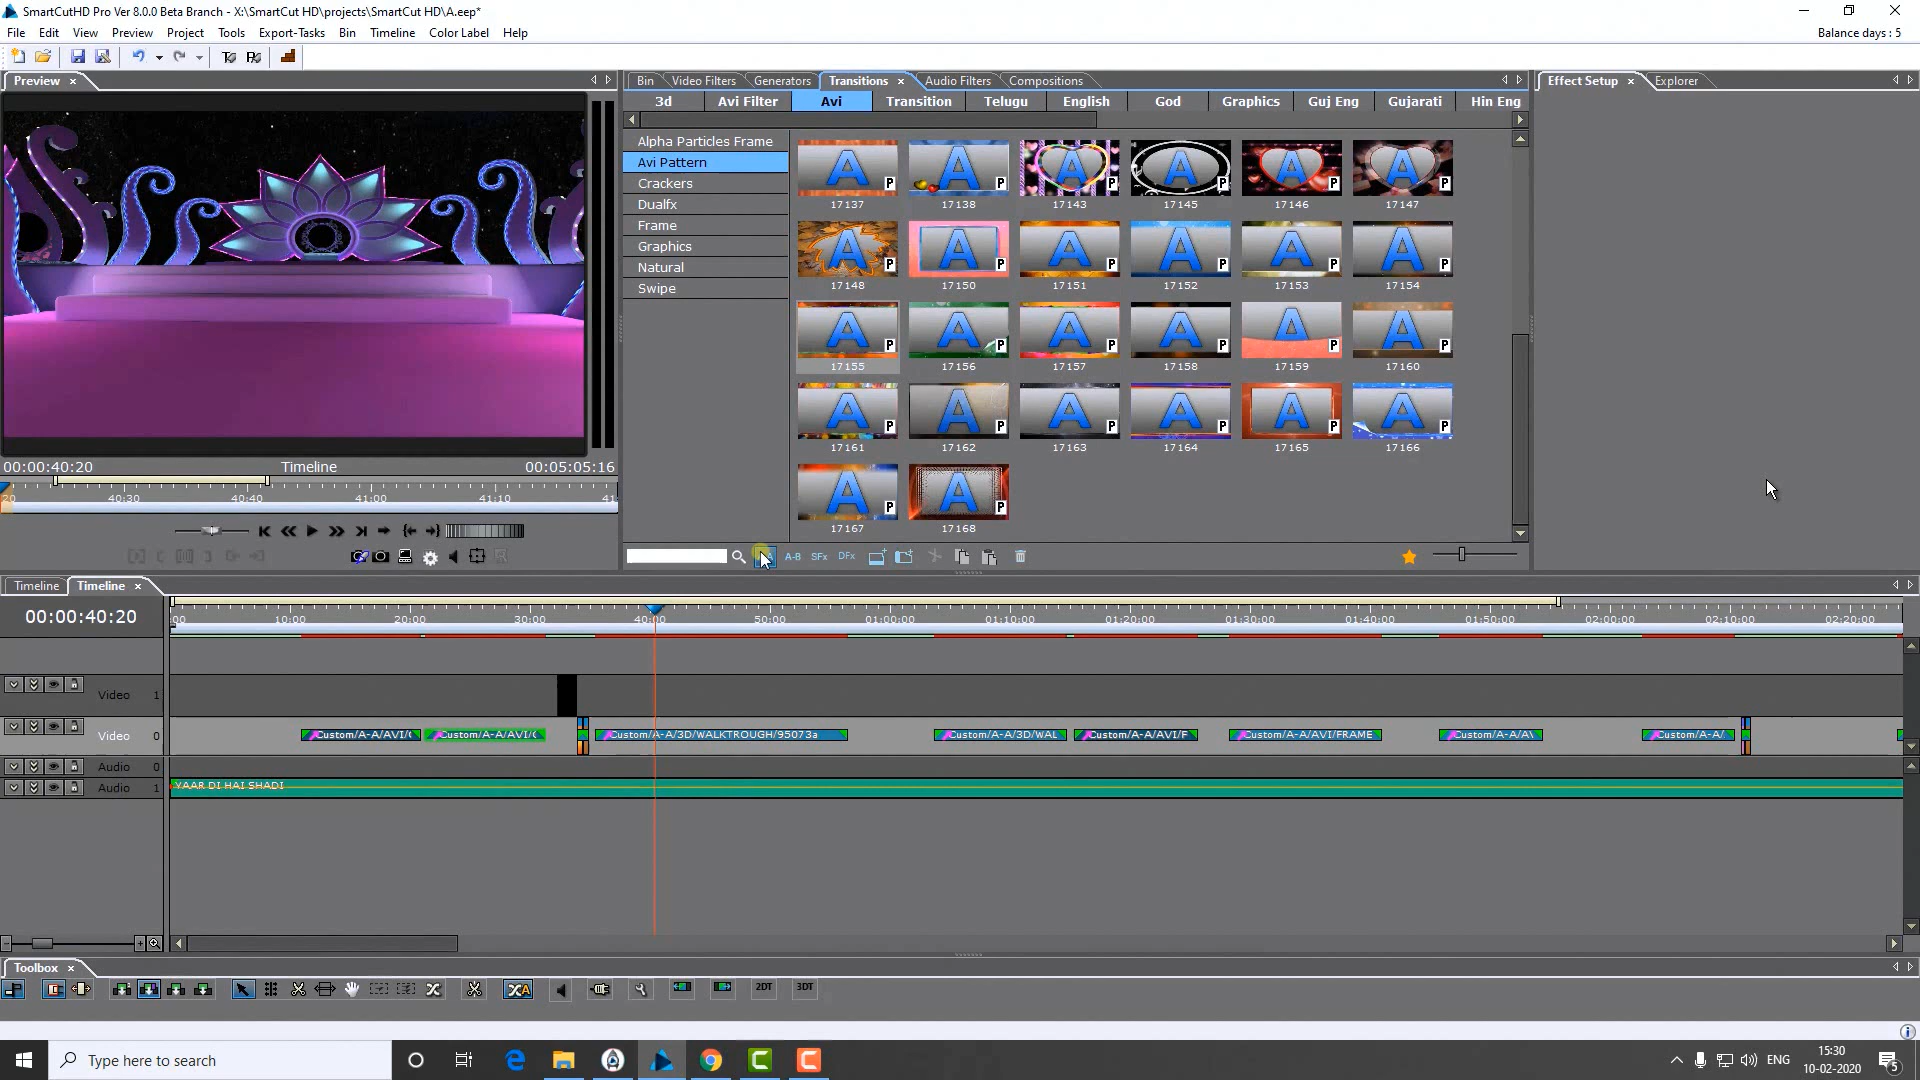 SmartCutHD Pro Ver 8.0.0 Beta Branch - X:\SmartCut HD\projects\SmartCut HD\A.eep*
File Edit View Preview Project Tools Export-Tasks Bin Timeline Color Label Help
Balance days : 5
Preview
Bin Video Filters Generators Transitions Audio Filters Compositions
Effect Setup Explorer
3d Avi Filter Avi Transition Telugu English God Graphics Guj Eng Gujarati Hin Eng
Alpha Particles Frame
Avi Pattern
Crackers
Dualfx
Frame
Graphics
Natural
Swipe
17137 17138 17143 17145 17146 17147
17148 17150 17151 17152 17153 17154
17155 17156 17157 17158 17159 17160
17161 17162 17163 17164 17165 17166
17167 17168
00:00:40:20 Timeline 00:05:05:16
20 40:30 40:40 41:00 41:10 41:
A-B SFx DFx
Timeline Timeline
00:00:40:20
:00 10:00 20:00 30:00 40:00 50:00 01:00:00 01:10:00 01:20:00 01:30:00 01:40:00 01:50:00 02:00:00 02:10:00 02:20:00
Video 1
Video 0
Custom/A-A/AVI/( Custom/A-A/AVI/( Custom/A-A/3D/WALKTROUGH/95073a Custom/A-A/3D/WAL Custom/A-A/AVI/F Custom/A-A/AVI/FRAME Custom/A-A/A\ Custom/A-A/
Audio 0
Audio 1
YAAR DI HAI SHADI
Toolbox
2DT 3DT
Type here to search
ENG
15:30
10-02-2020
5